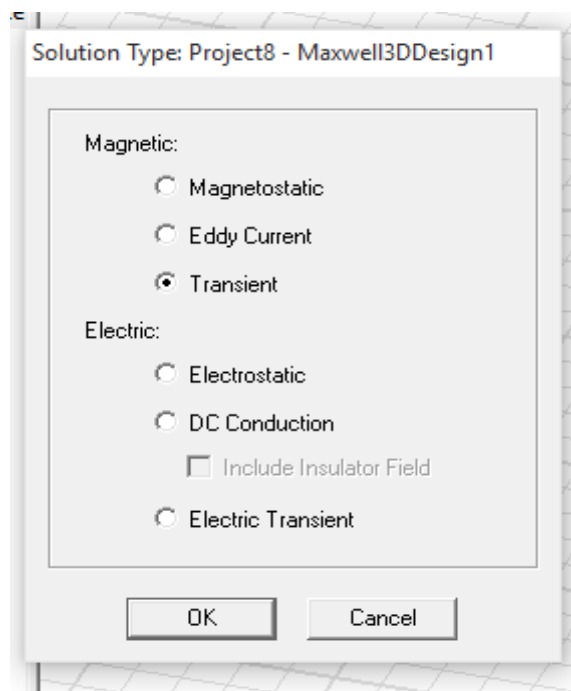 Solution Type: Project8 - Maxwell3DDesign1
Magnetic:
Magnetostatic
Eddy Current
Transient
Electric:
Electrostatic
DC Conduction
Include Insulator Field
Electric Transient
OK Cancel